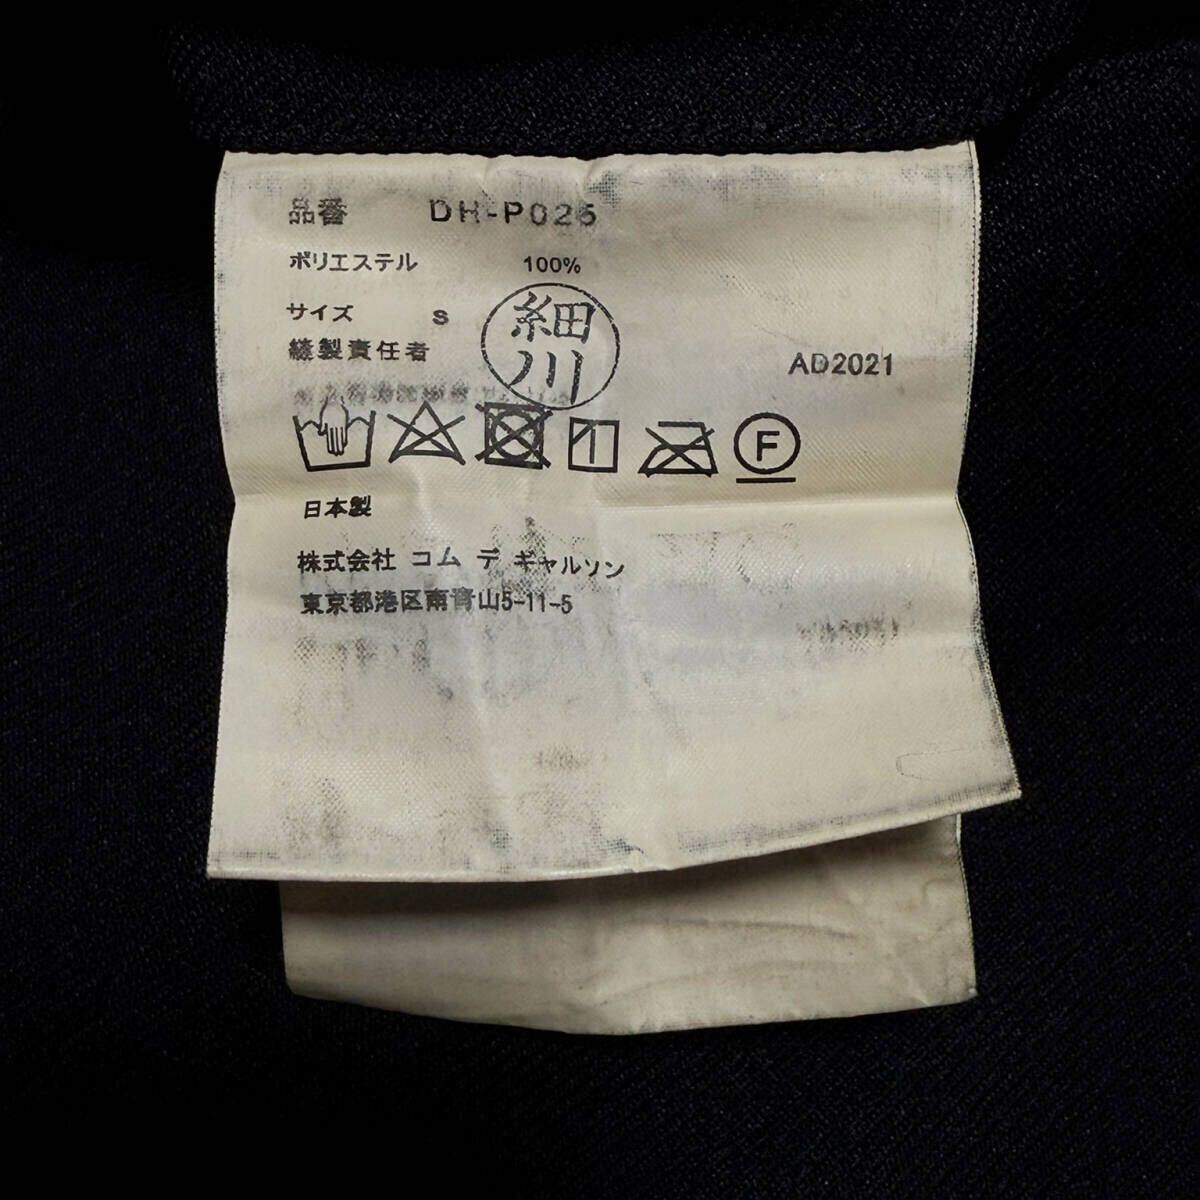 品番 DH-P026
ポリエステル 100%
サイズ S
縫製責任者 細川
AD2021
F
日本製
株式会社 コム デ ギャルソン
東京都港区南青山5-11-5